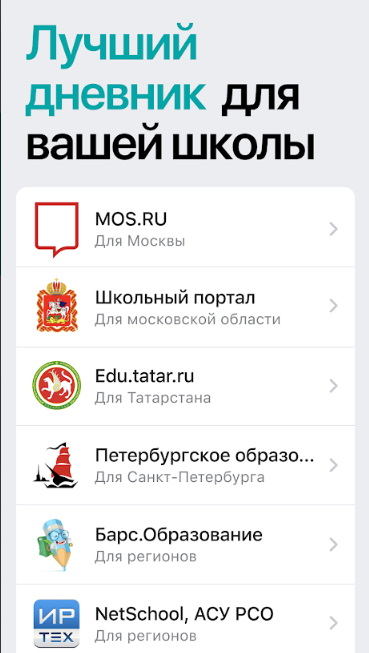 Лучший
дневник для
вашей школы
MOS.RU
Для Москвы
Школьный портал
Для московской области
Edu.tatar.ru
Для Татарстана
Петербургское образо...
Для Санкт-Петербурга
Барс.Образование
Для регионов
ИР
ТЕХ
NetSchool, АСУ РСО
Для регионов